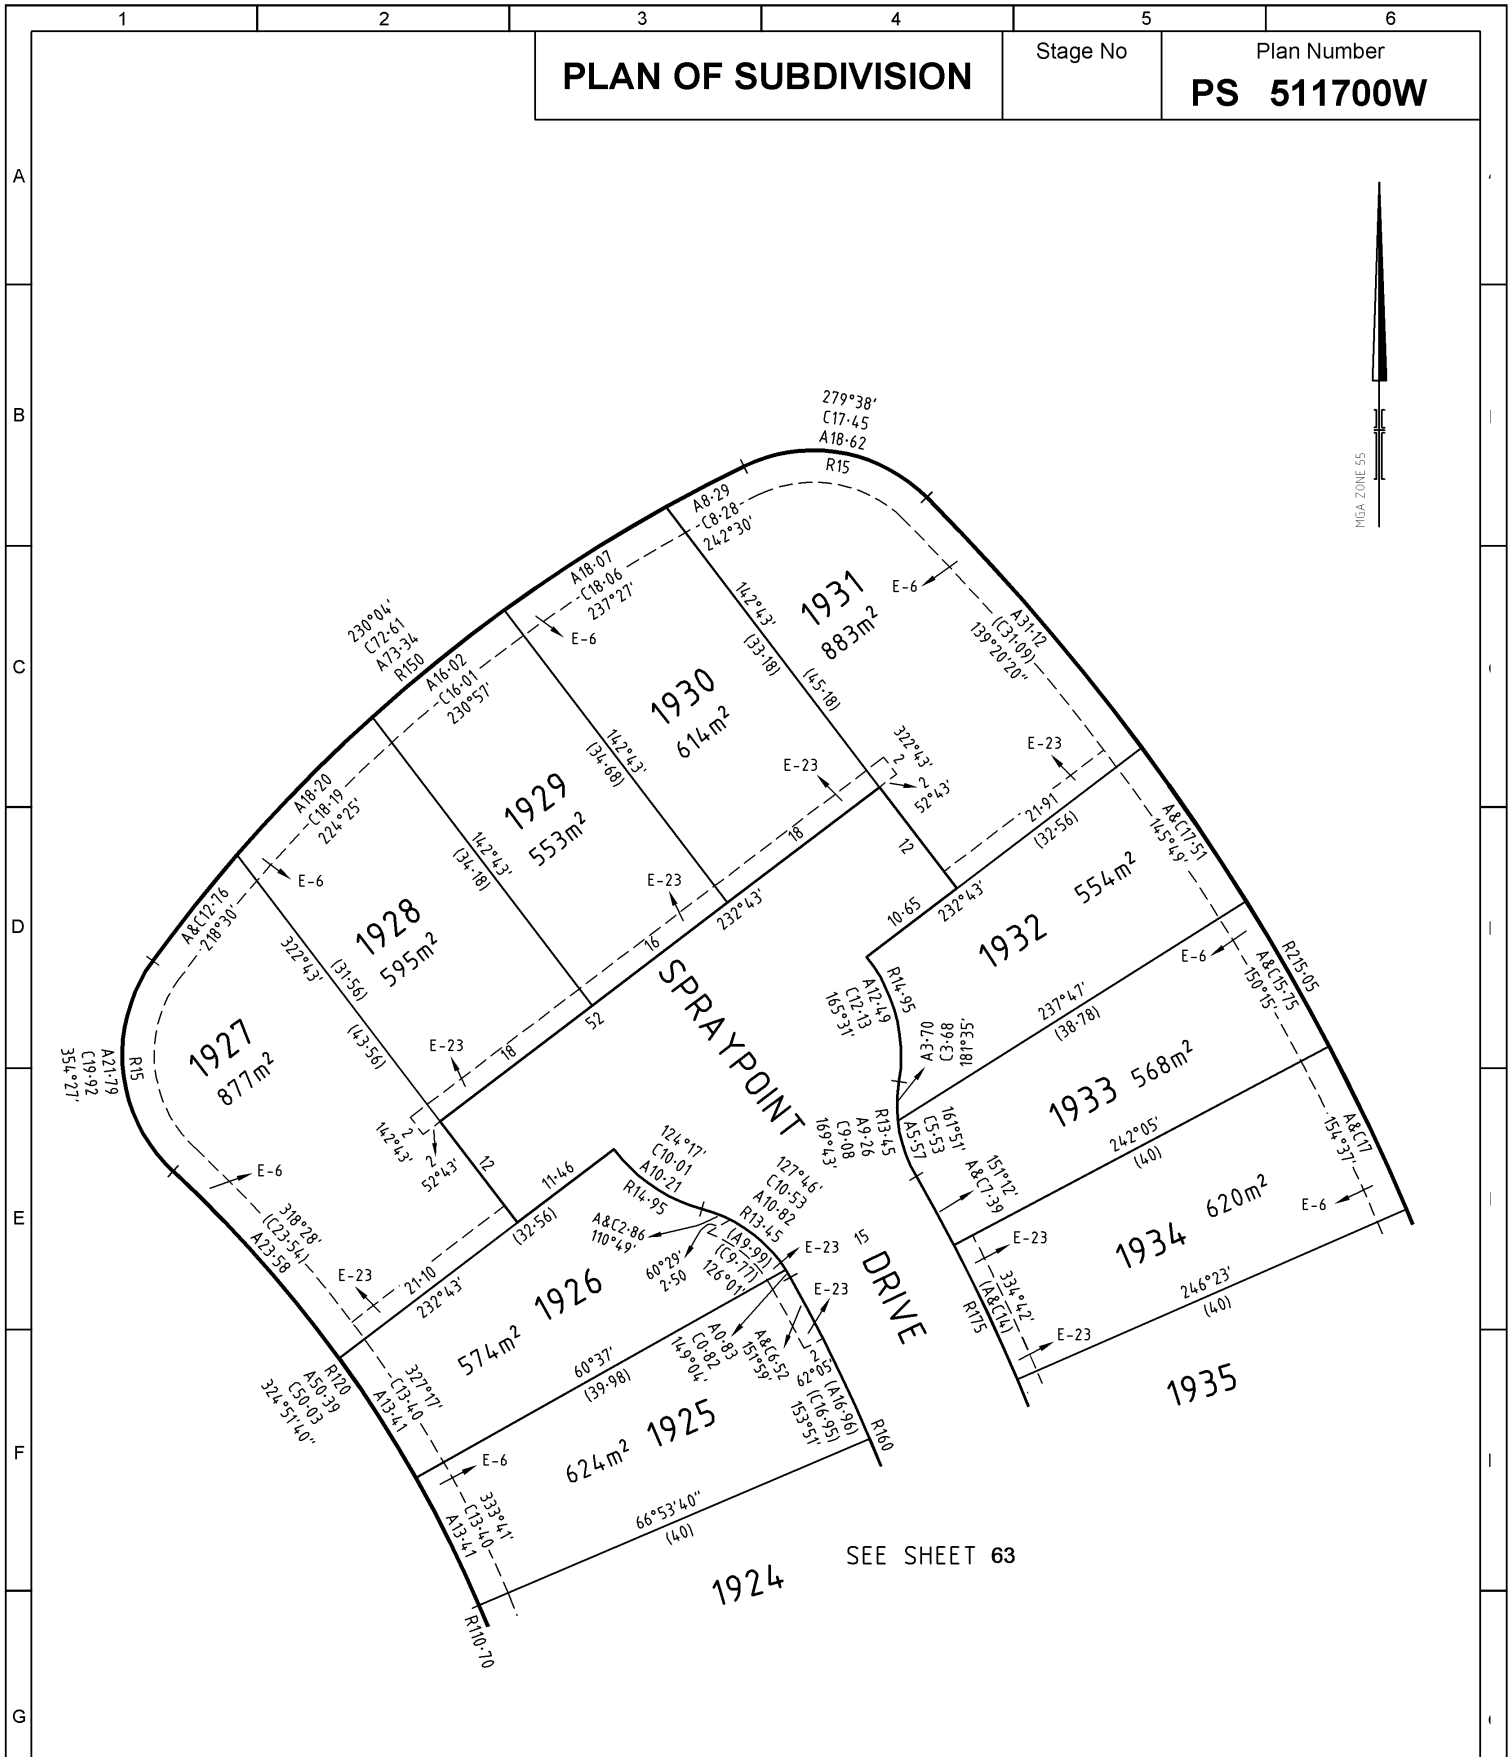 1 2 3 4 5 6
PLAN OF SUBDIVISION
Stage No
Plan Number
PS 511700W
A
B
C
D
E
F
G
MGA ZONE 55
279°38'
C17·45
A18·62
R15
A8·29
C8·28
242°30'
A18·07
C18·06
237°27'
E-6
230°04'
C72·61
A73·34
R150
A16·02
C16·01
230°57'
A18·20
C18·19
224°25'
E-6
A&C12·76
218°30'
1931
883m²
E-6
142°43'
(33·18)
(45·18)
A31·12
(C31·09)
139°20'20"
1930
614m²
142°43'
(34·68)
E-23
322°43'
2
2
52°43'
E-23
21·91
(32·56)
12
18
1929
553m²
142°43'
(34·18)
E-23
232°43'
16
1928
595m²
322°43'
(31·56)
(43·56)
E-23
18
52
1927
877m²
R15
A21·79
C19·92
354°27'
2
142°43'
2
52°43'
12
E-6
318°28'
(C23·54)
A23·58
E-23
21·10
232°43'
11·46
(32·56)
10·65
232°43'
1932
554m²
A&C17·51
145°49'
R14·95
A12·49
C12·13
165°31'
A3·70
C3·68
181°35'
237°47'
(38·78)
E-6
R215·05
A&C15·75
150°15'
1933
568m²
R13·45
A9·26
C9·08
169°43'
161°51'
C5·53
A5·57
151°12'
A&C7·39
242°05'
(40)
A&C17
154°37'
1934
620m²
E-6
E-23
334°42'
(A&C14)
R175
E-23
246°23'
(40)
1935
SPRAYPOINT
DRIVE
15
124°17'
C10·01
A10·21
R14·95
127°46'
C10·53
A10·82
R13·45
A&C2·86
110°49'
60°29'
2·50
2
(A9·99)
(C9·77)
126°01'
E-23
E-23
1926
574m²
60°37'
(39·98)
A0·83
C0·82
149°04'
A&C6·52
151°59'
2
62°05'
(A16·96)
(C16·95)
153°51'
R160
R120
A50·39
C50·03
324°51'40"
327°17'
C13·40
A13·41
1925
624m²
E-6
333°41'
C13·40
A13·41
66°53'40"
(40)
1924
SEE SHEET 63
R110·70